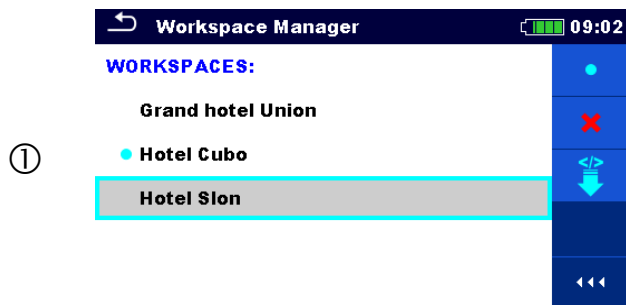 Workspace Manager 09:02
WORKSPACES:
Grand hotel Union
①
Hotel Cubo
</>
Hotel Slon